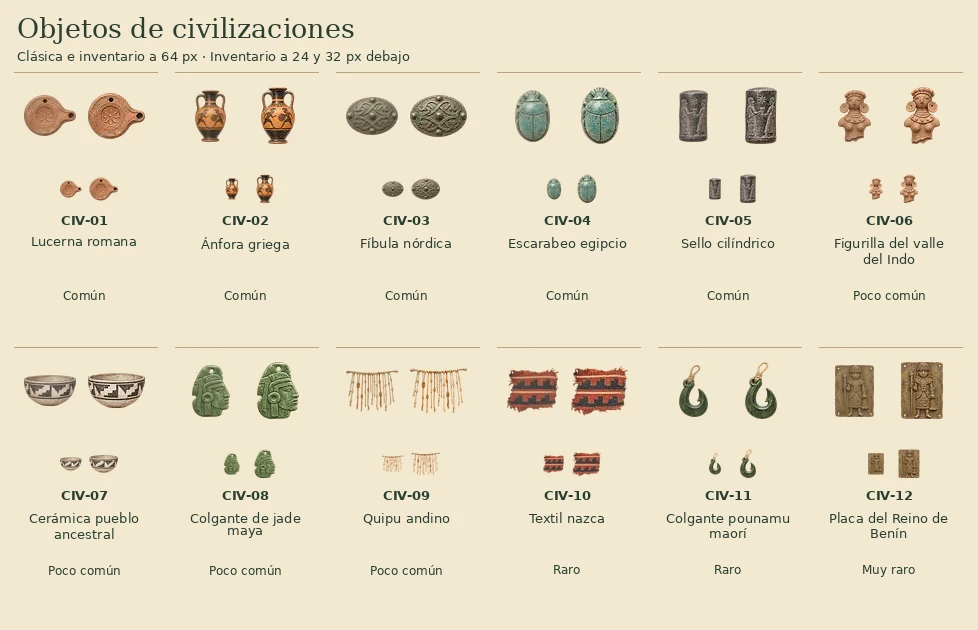 Objetos de civilizaciones
Clásica e inventario a 64 px · Inventario a 24 y 32 px debajo
CIV-01
Lucerna romana
Común
CIV-02
Ánfora griega
Común
CIV-03
Fíbula nórdica
Común
CIV-04
Escarabeo egipcio
Común
CIV-05
Sello cilíndrico
Común
CIV-06
Figurilla del valle
del Indo
Poco común
CIV-07
Cerámica pueblo
ancestral
Poco común
CIV-08
Colgante de jade
maya
Poco común
CIV-09
Quipu andino
Poco común
CIV-10
Textil nazca
Raro
CIV-11
Colgante pounamu
maorí
Raro
CIV-12
Placa del Reino de
Benín
Muy raro